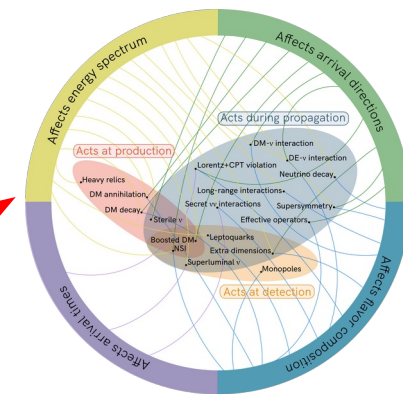 Affects energy spectrum
Affects arrival directions
Acts during propagation
DM-ν interaction
Acts at production
DE-ν interaction
Lorentz+CPT violation
Neutrino decay
Heavy relics
DM annihilation
Long-range interactions
Secret νν interactions
Supersymmetry
DM decay
Sterile ν
Effective operators
Boosted DM
Leptoquarks
NSI
Extra dimensions
Superluminal ν
Monopoles
Acts at detection
Affects arrival times
Affects flavor composition